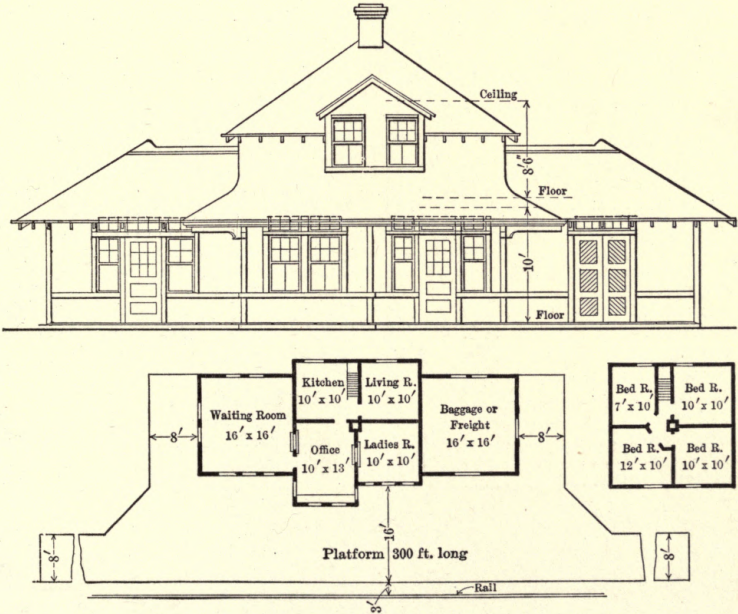 Ceiling
8'-6"
Floor
10'
Floor
Kitchen
10' x 10'
Living R.
10' x 10'
Waiting Room
16' x 16'
Baggage or
Freight
16' x 16'
Office
10' x 13'
Ladies R.
10' x 10'
8'
8'
Bed R.
7' x 10'
Bed R.
10' x 10'
Bed R.
12' x 10'
Bed R.
10' x 10'
16'
Platform 300 ft. long
8'
8'
Rail
3'